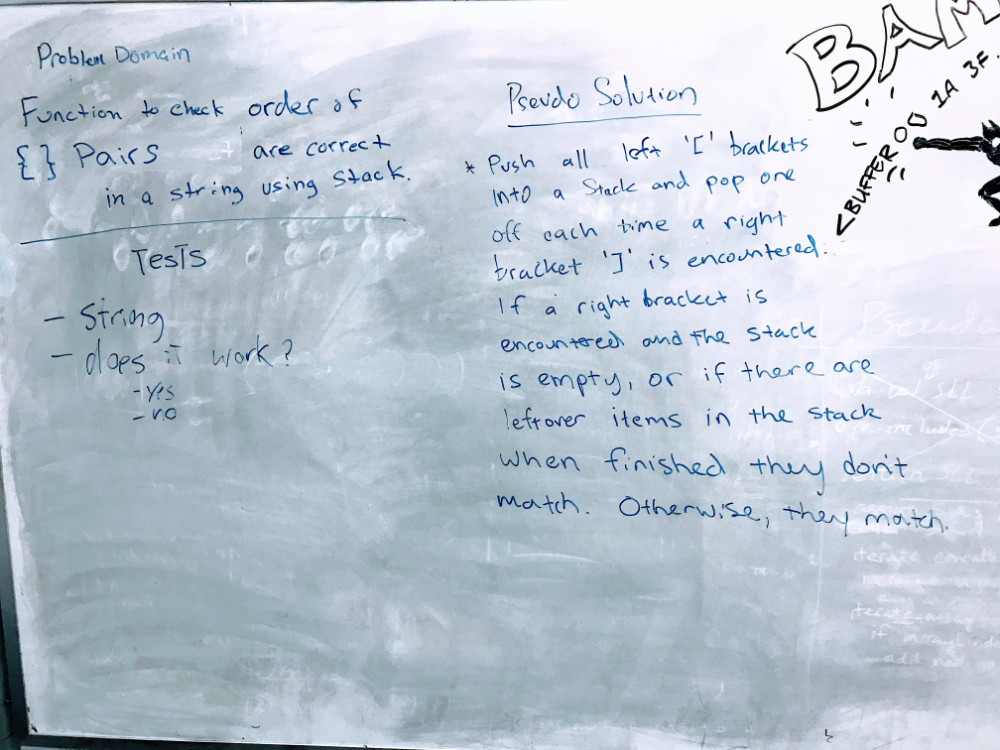 Problem Domain
Function to check order of
{ } Pairs are correct
in a string using stack.
Tests
- String
- does it work?
- yes
- no
Pseudo Solution
* Push all left '[' brackets
into a Stack and pop one
off each time a right
bracket ']' is encountered.
If a right bracket is
encountered and the stack
is empty, or if there are
leftover items in the stack
when finished they don't
match. Otherwise, they match.
BAM
<BUFFER 00 1A 3F.
iterate